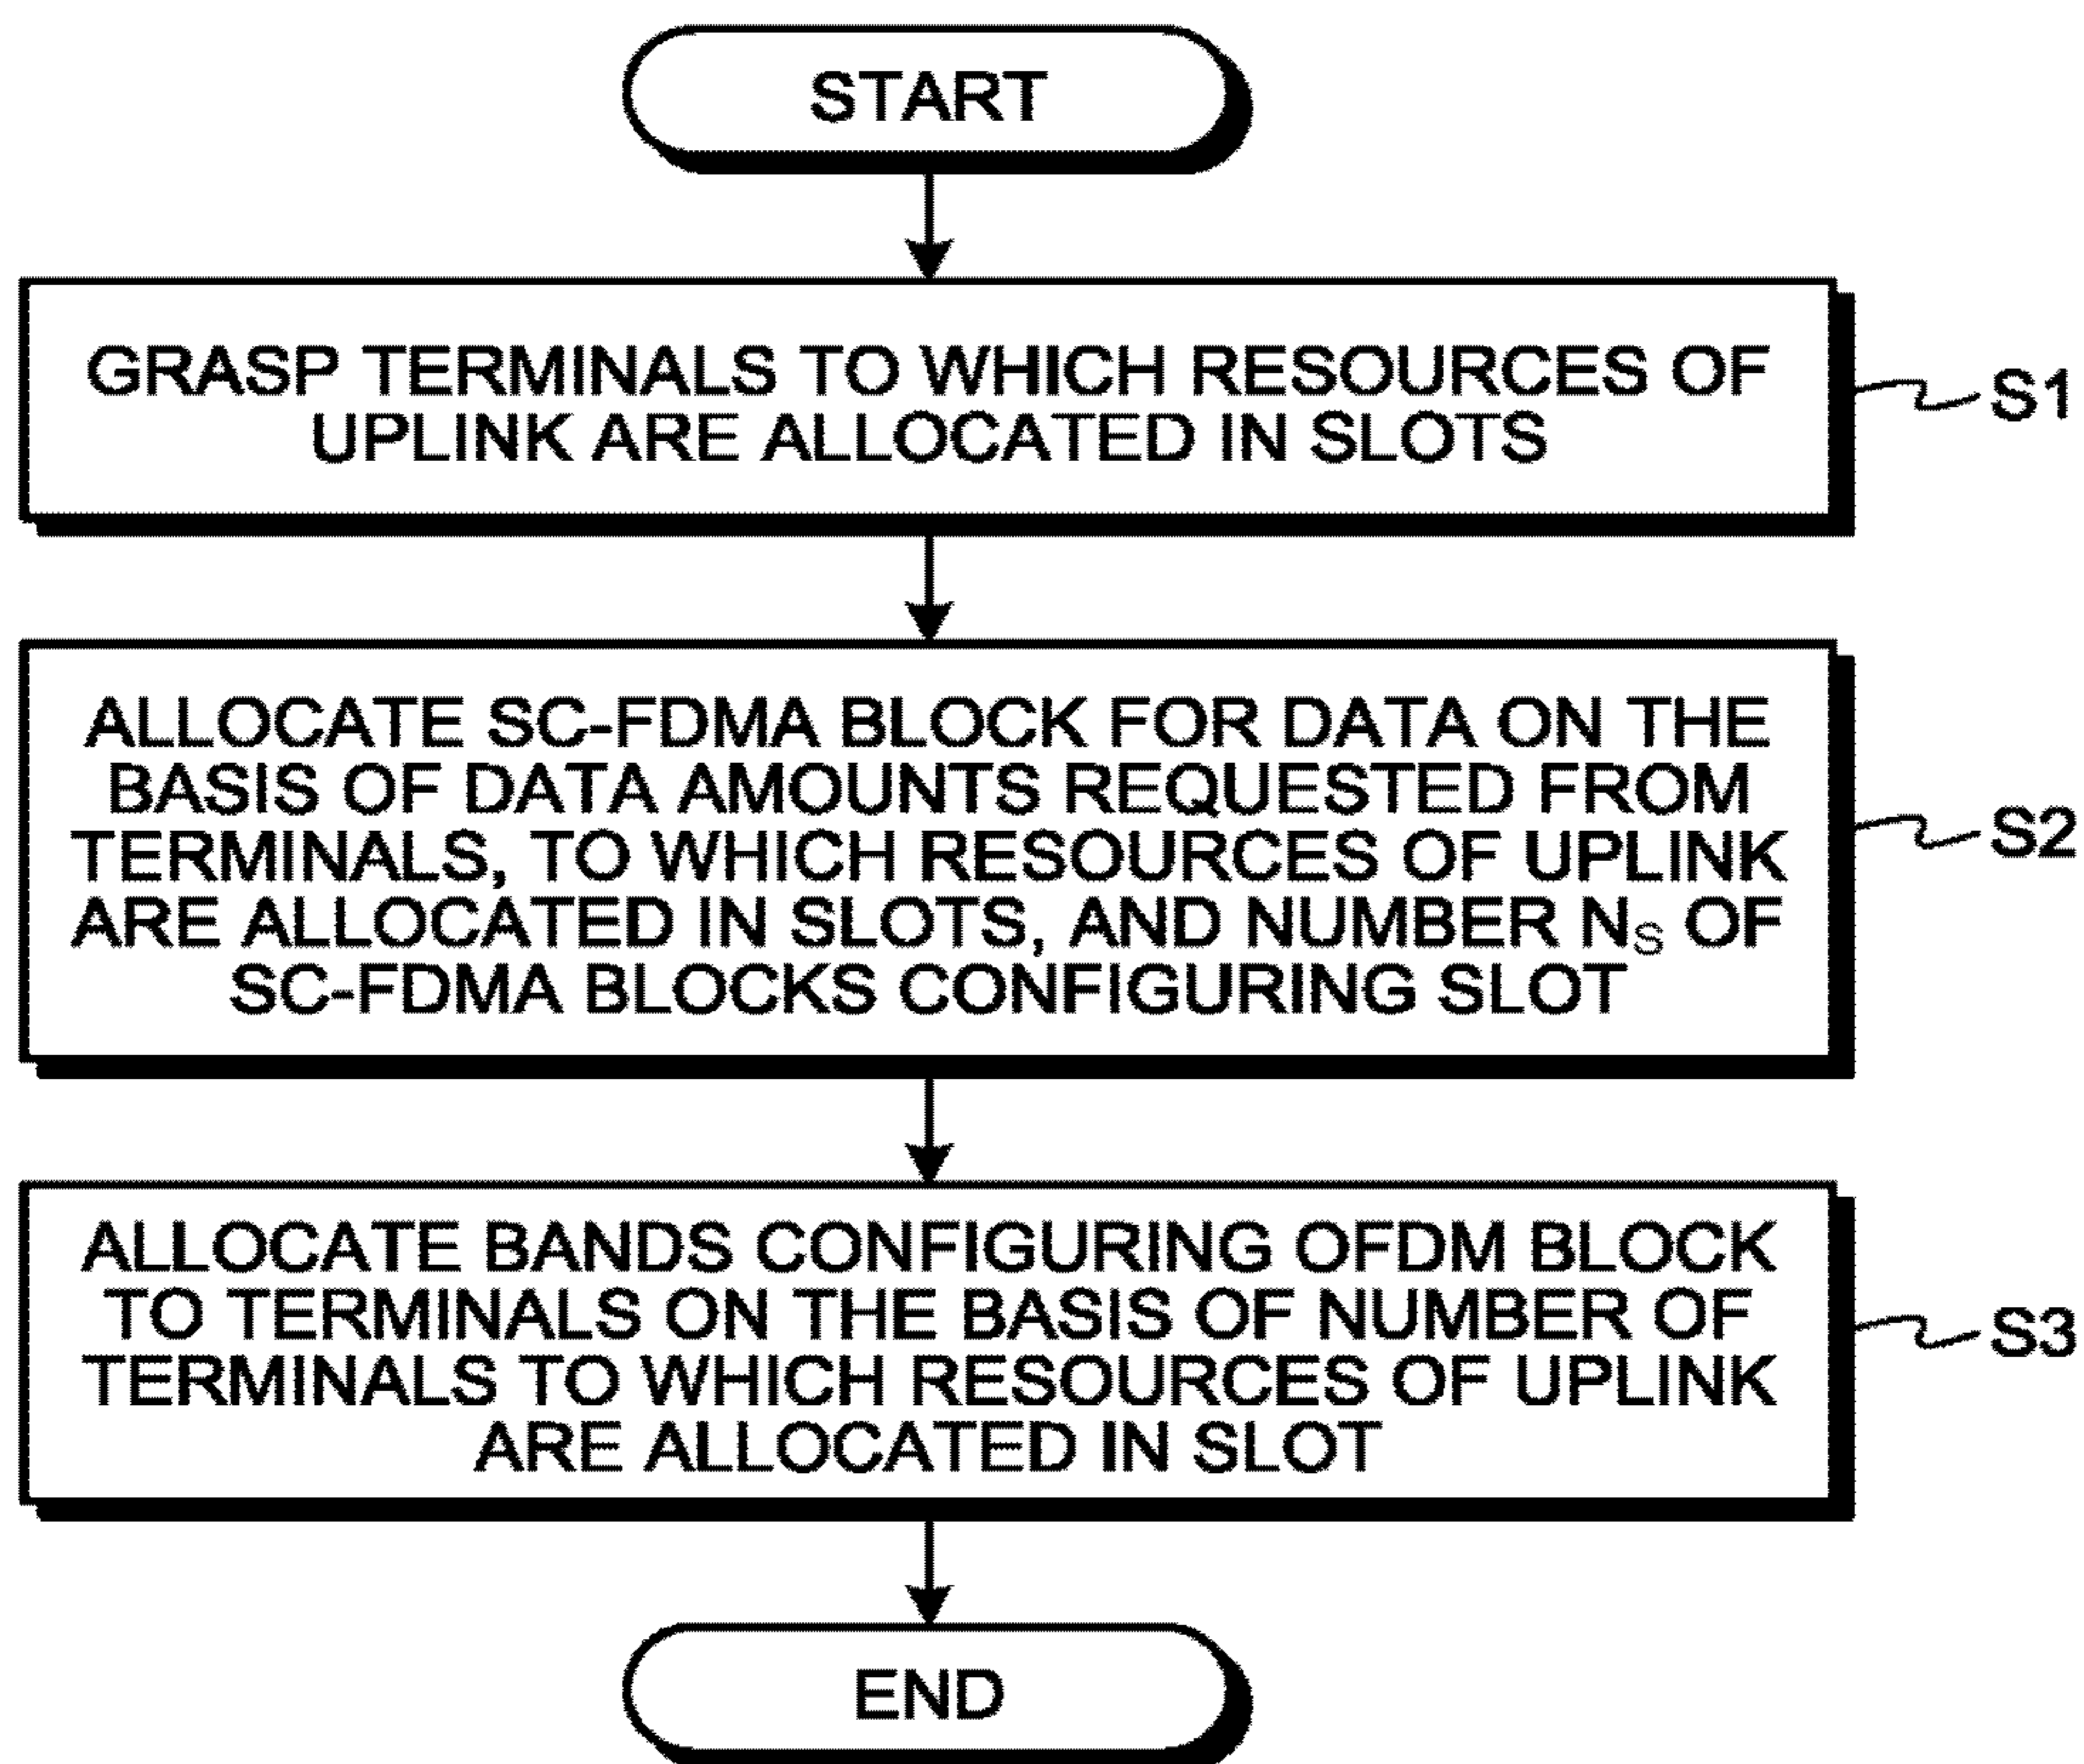 START
GRASP TERMINALS TO WHICH RESOURCES OF
UPLINK ARE ALLOCATED IN SLOTS
S1
ALLOCATE SC-FDMA BLOCK FOR DATA ON THE
BASIS OF DATA AMOUNTS REQUESTED FROM
TERMINALS, TO WHICH RESOURCES OF UPLINK
ARE ALLOCATED IN SLOTS, AND NUMBER NS OF
SC-FDMA BLOCKS CONFIGURING SLOT
S2
ALLOCATE BANDS CONFIGURING OFDM BLOCK
TO TERMINALS ON THE BASIS OF NUMBER OF
TERMINALS TO WHICH RESOURCES OF UPLINK
ARE ALLOCATED IN SLOT
S3
END